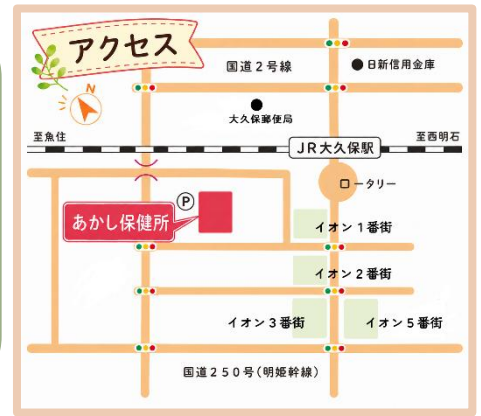 アクセス
国道2号線
●日新信用金庫
N
大久保郵便局
至魚住
JR大久保駅
至西明石
ロータリー
P
あかし保健所
イオン1番街
イオン2番街
イオン3番街
イオン5番街
国道250号(明姫幹線)